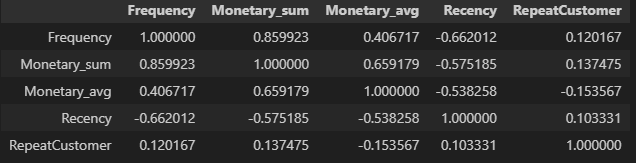 Frequency Monetary_sum Monetary_avg Recency RepeatCustomer
Frequency 1.000000 0.859923 0.406717 -0.662012 0.120167
Monetary_sum 0.859923 1.000000 0.659179 -0.575185 0.137475
Monetary_avg 0.406717 0.659179 1.000000 -0.538258 -0.153567
Recency -0.662012 -0.575185 -0.538258 1.000000 0.103331
RepeatCustomer 0.120167 0.137475 -0.153567 0.103331 1.000000